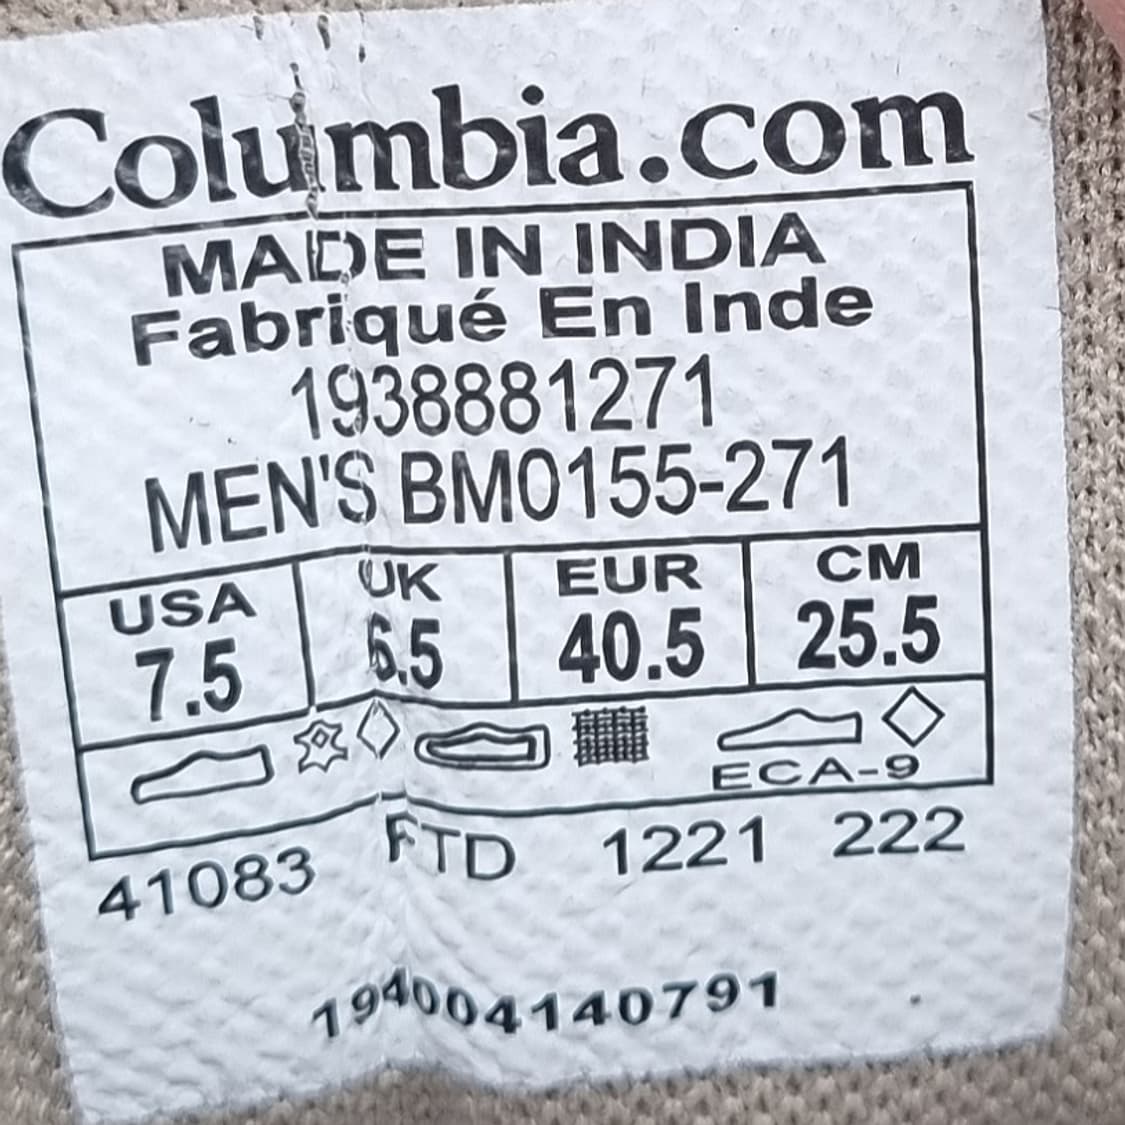 Columbia.com
MADE IN INDIA
Fabriqué En Inde
1938881271
MEN'S BM0155-271
USA UK EUR CM
7.5 6.5 40.5 25.5
ECA-9
41083 FTD 1221 222
194004140791